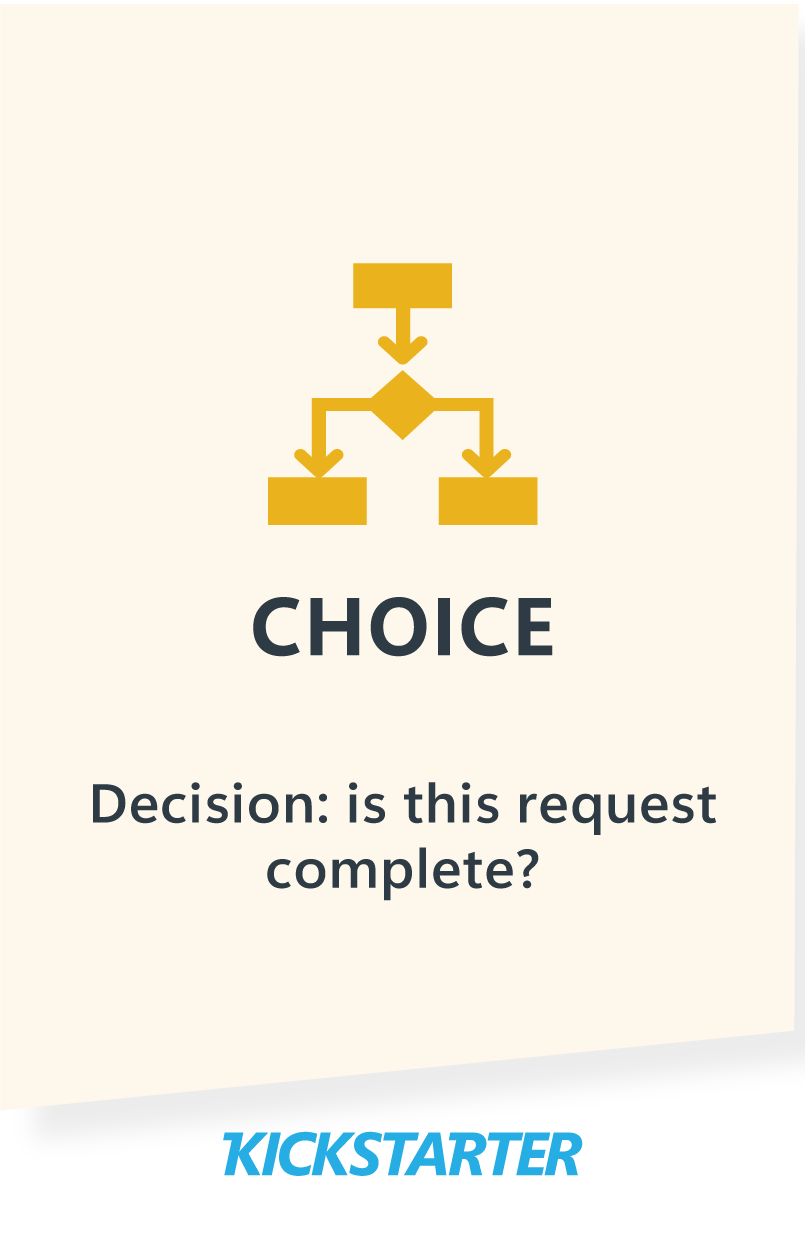 CHOICE
Decision: is this request
complete?
KICKSTARTER